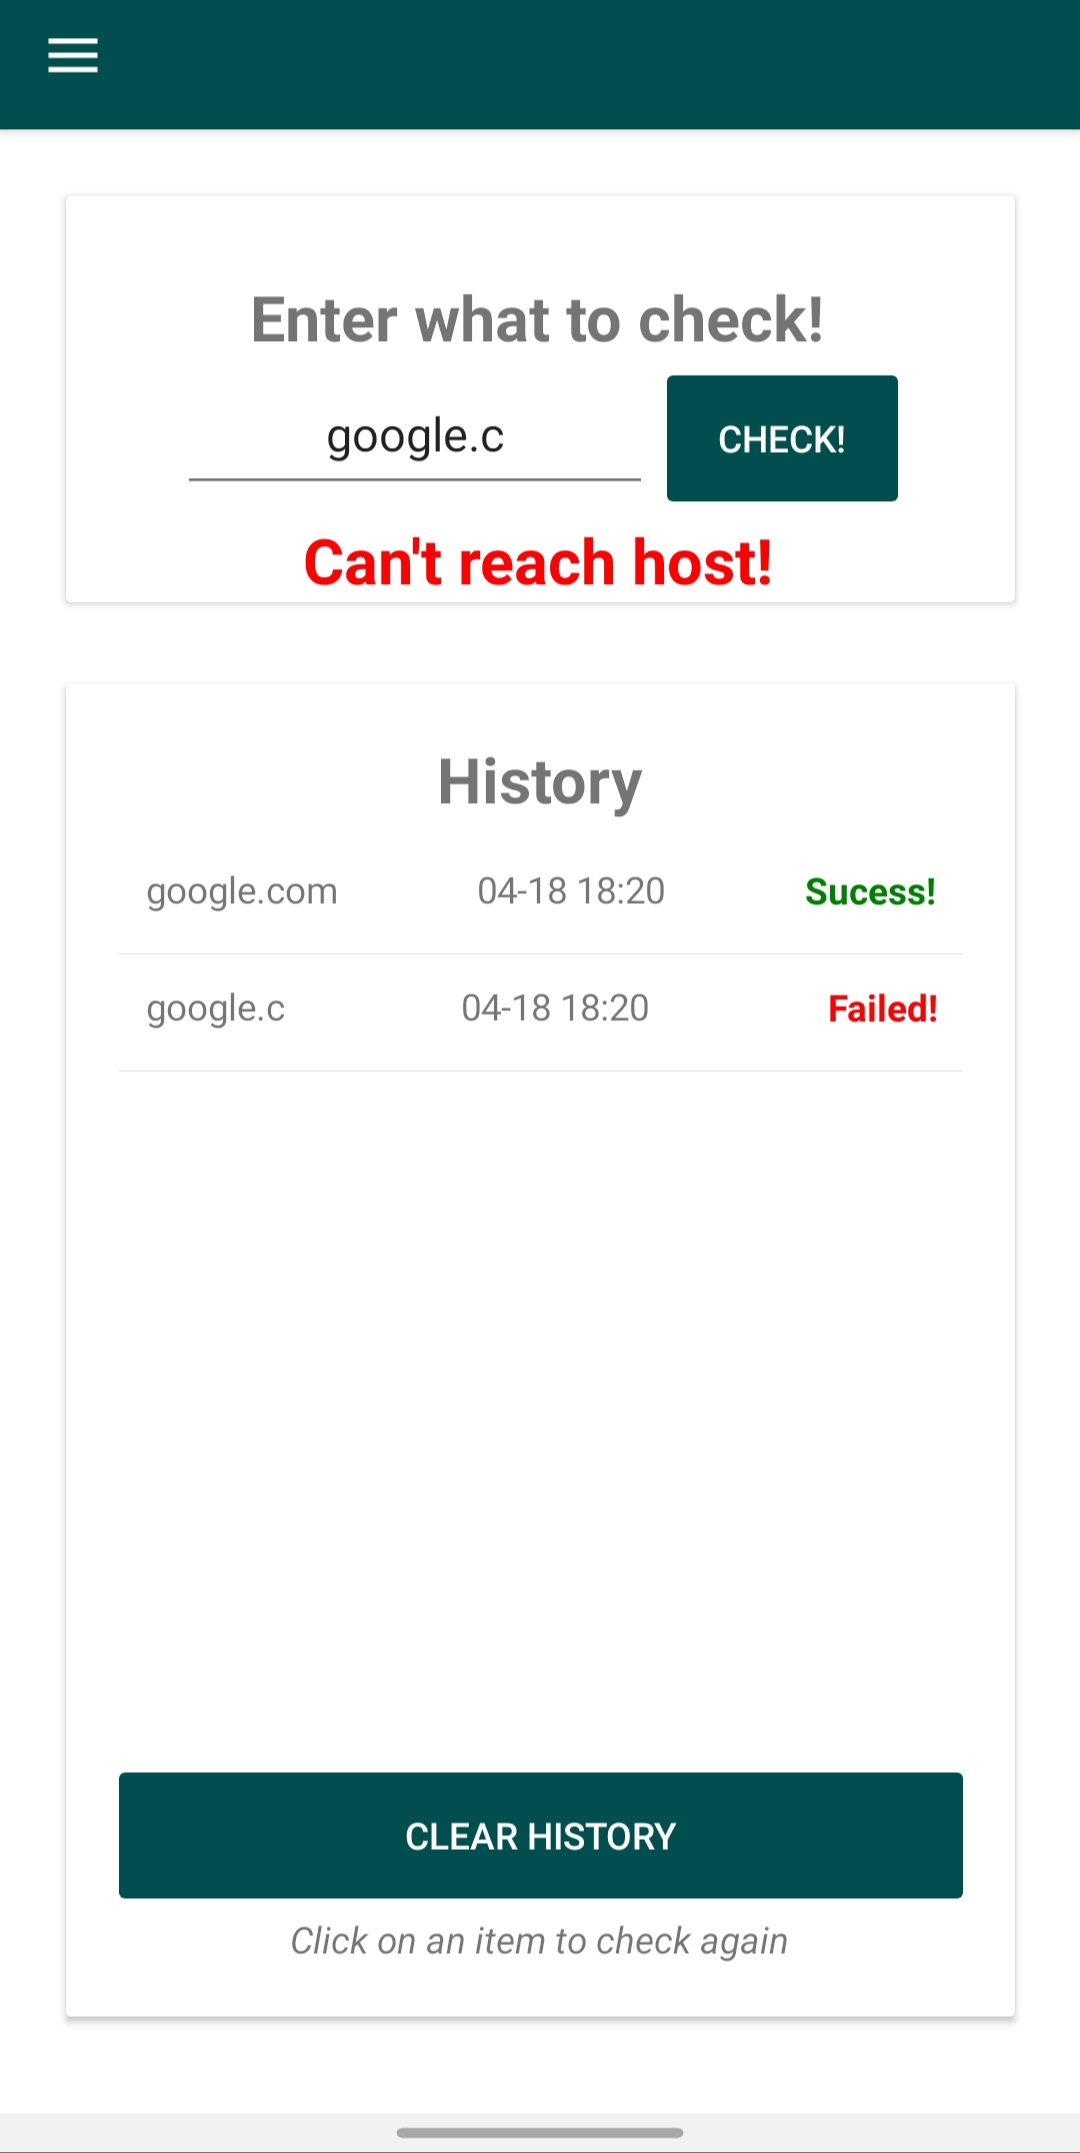 Enter what to check!
google.c CHECK!
Can't reach host!
History
google.com 04-18 18:20 Sucess!
google.c 04-18 18:20 Failed!
CLEAR HISTORY
Click on an item to check again